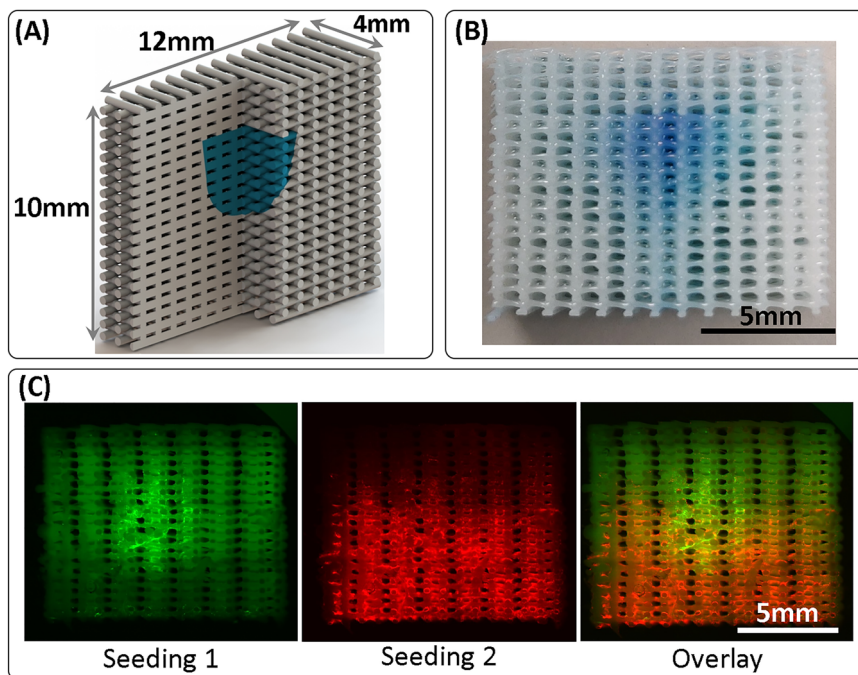 (A)
12mm
4mm
10mm
(B)
5mm
(C)
5mm
Seeding 1
Seeding 2
Overlay